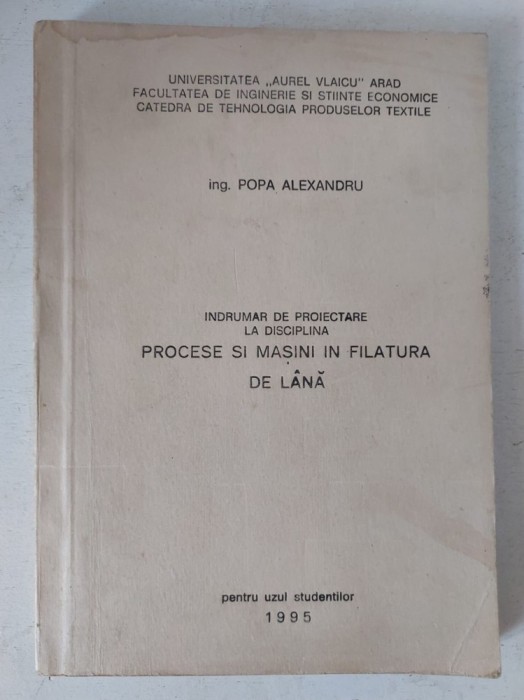 UNIVERSITATEA „AUREL VLAICU" ARAD
FACULTATEA DE INGINERIE SI STIINTE ECONOMICE
CATEDRA DE TEHNOLOGIA PRODUSELOR TEXTILE
ing. POPA ALEXANDRU
INDRUMAR DE PROIECTARE
LA DISCIPLINA
PROCESE SI MAȘINI IN FILATURA
DE LÂNĂ
pentru uzul studentilor
1995